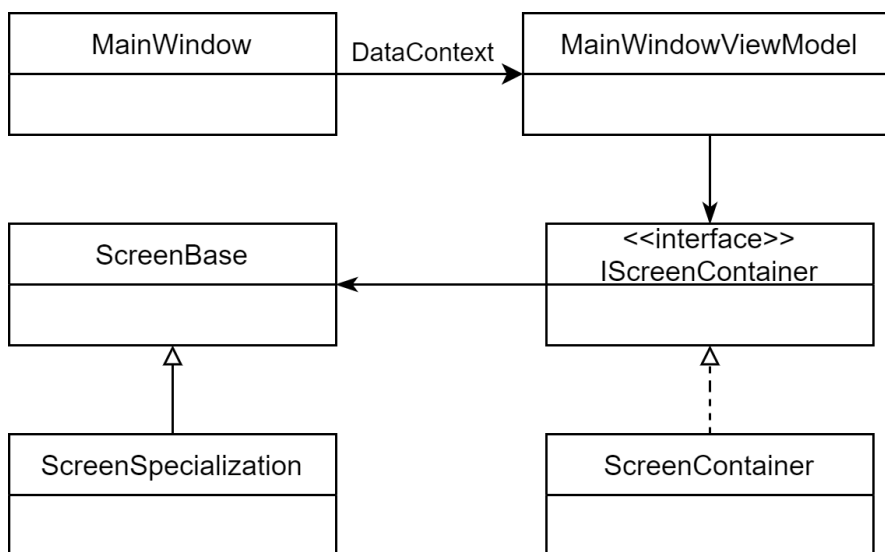 MainWindow
DataContext
MainWindowViewModel
ScreenBase
<<interface>>
IScreenContainer
ScreenSpecialization
ScreenContainer